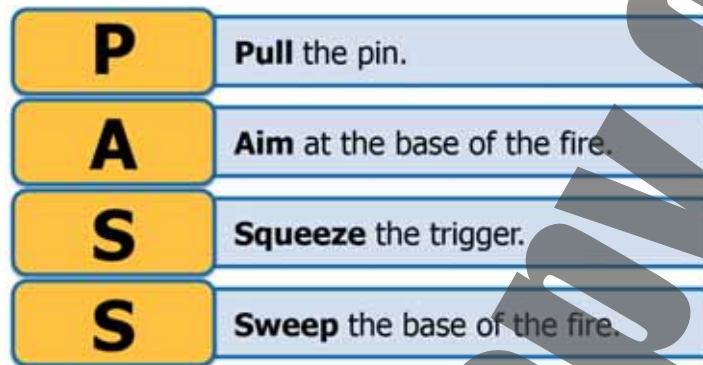 P Pull the pin.
A Aim at the base of the fire.
S Squeeze the trigger.
S Sweep the base of the fire.